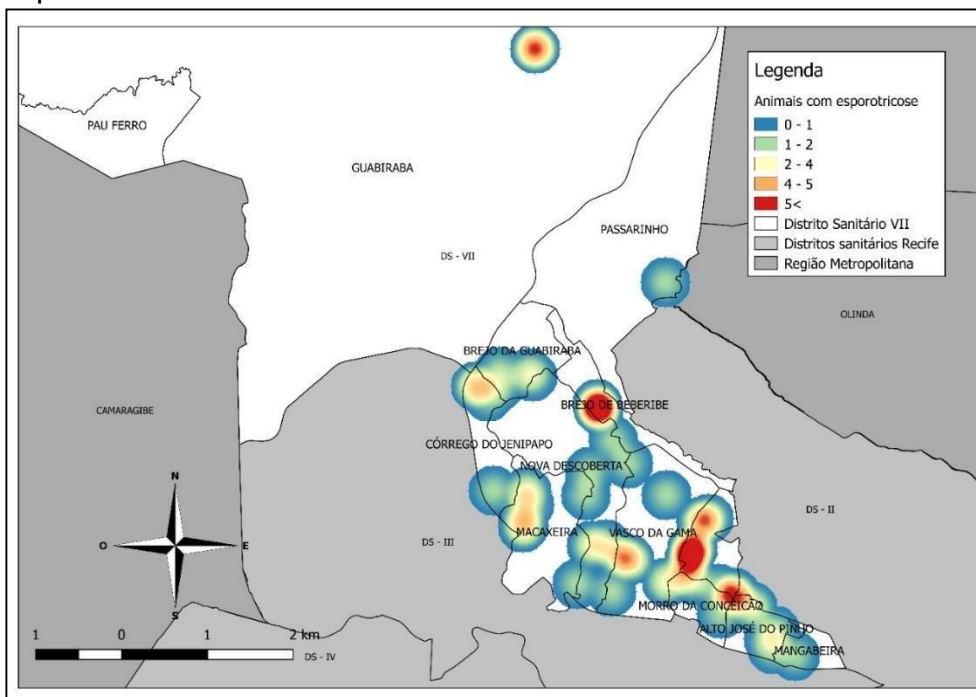 PAU FERRO
GUABIRABA
PASSARINHO
DS - VII
OLINDA
BREJO DA GUABIRABA
CAMARAGIBE
BREJO DE BEBERIBE
CÓRREGO DO JENIPAPO
NOVA DESCOBERTA
DS - II
MACAXEIRA
VASCO DA GAMA
DS - III
MORRO DA CONCEIÇÃO
ALTO JOSÉ DO PINHO
MANGABEIRA
N
O
E
S
1 0 1 2 km
DS - IV
Legenda
Animais com esporotricose
0 - 1
1 - 2
2 - 4
4 - 5
5<
Distrito Sanitário VII
Distritos sanitários Recife
Região Metropolitana